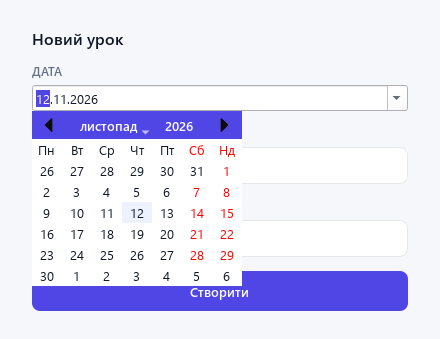 Новий урок
ДАТА
12.11.2026
листопад 2026
Пн Вт Ср Чт Пт Сб Нд
26 27 28 29 30 31 1
2 3 4 5 6 7 8
9 10 11 12 13 14 15
16 17 18 19 20 21 22
23 24 25 26 27 28 29
30 1 2 3 4 5 6
Створити